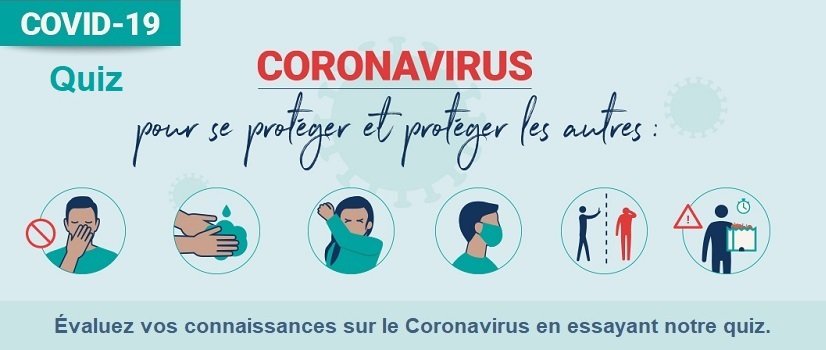 COVID-19
Quiz
CORONAVIRUS
pour se protéger et protéger les autres :
!
Évaluez vos connaissances sur le Coronavirus en essayant notre quiz.